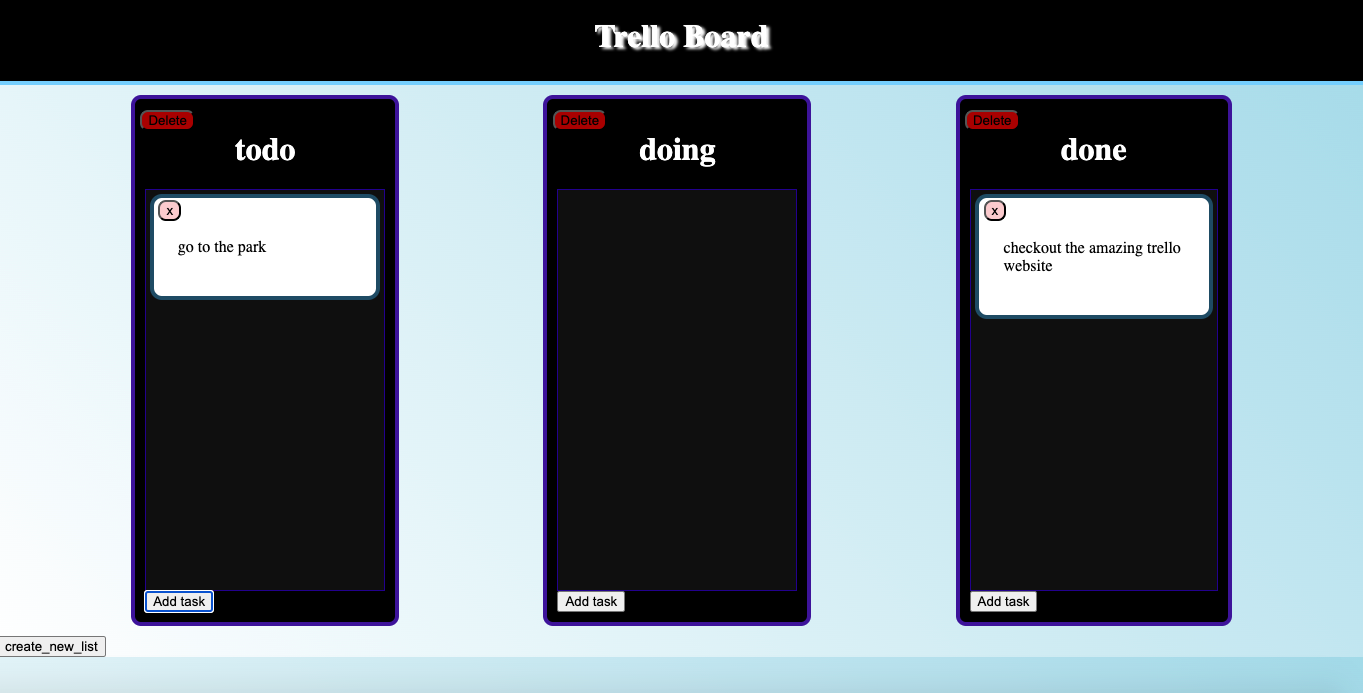 Trello Board
Delete
todo
x
go to the park
Add task
Delete
doing
Add task
Delete
done
x
checkout the amazing trello
website
Add task
create_new_list